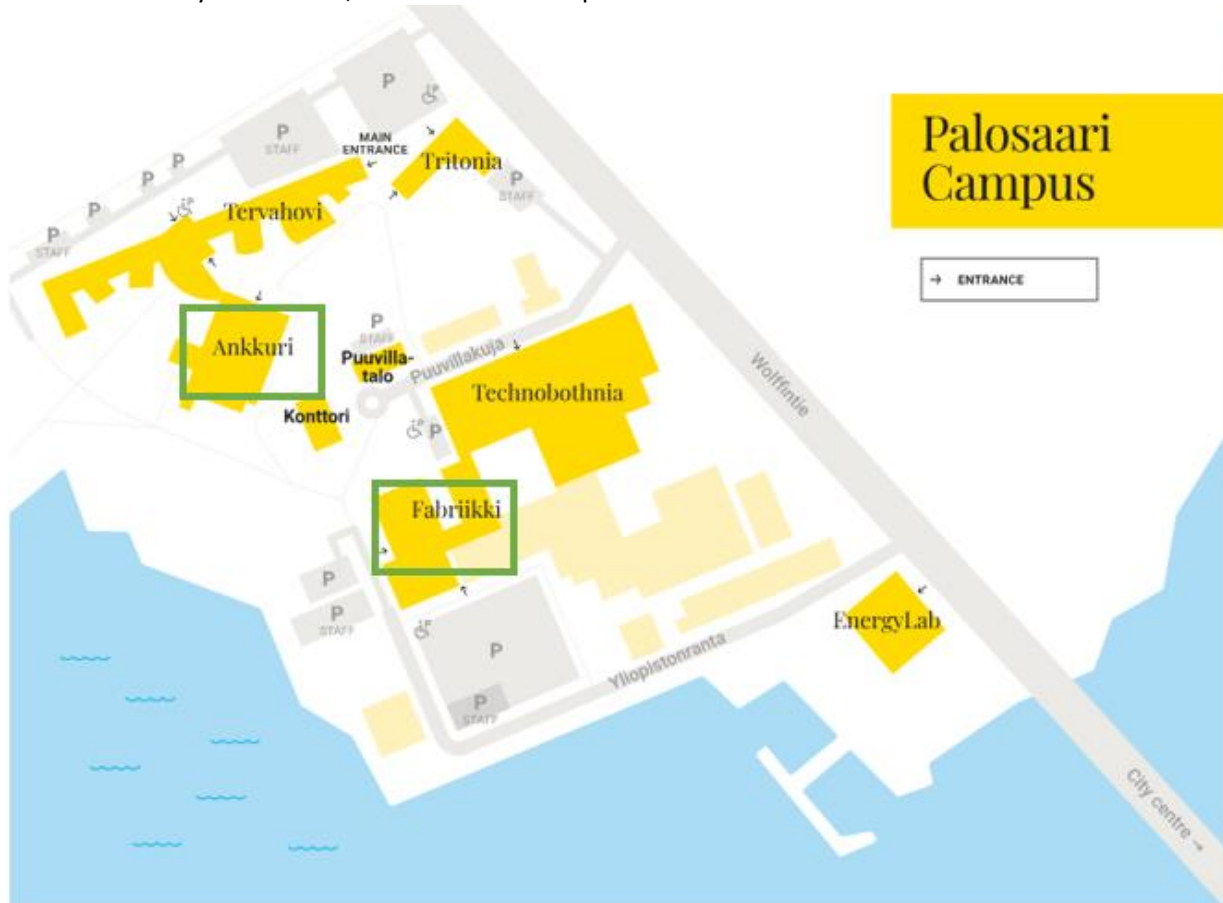 P
P
STAFF
MAIN
ENTRANCE
Tritonia
P
P
P
STAFF
Tervahovi
P
P
STAFF
Palosaari
Campus
→ ENTRANCE
Ankkuri
P
STAFF
Puuvilla-
talo
Puuvillakuja
Konttori
P
Technobothnia
Wolffintie
Fabriikki
P
P
STAFF
P
P
STAFF
Yliopistonranta
EnergyLab
City centre →